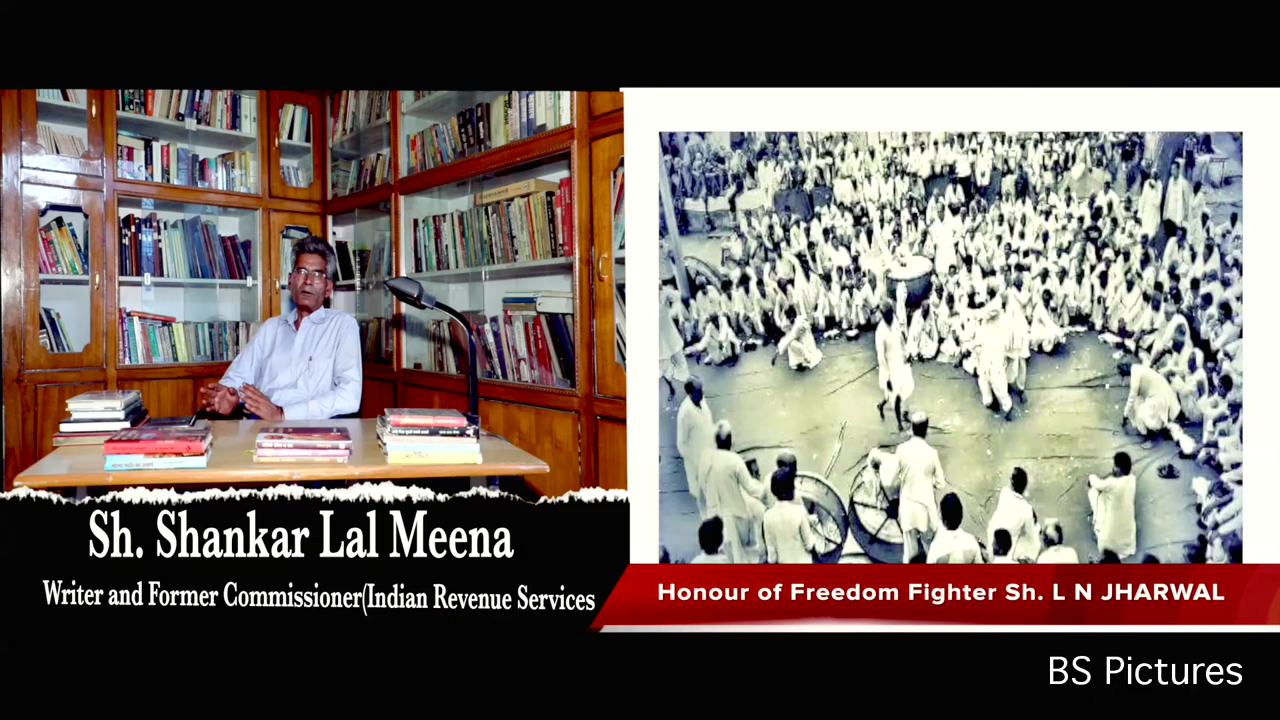 Sh. Shankar Lal Meena
Writer and Former Commissioner(Indian Revenue Services
Honour of Freedom Fighter Sh. L N JHARWAL
BS Pictures